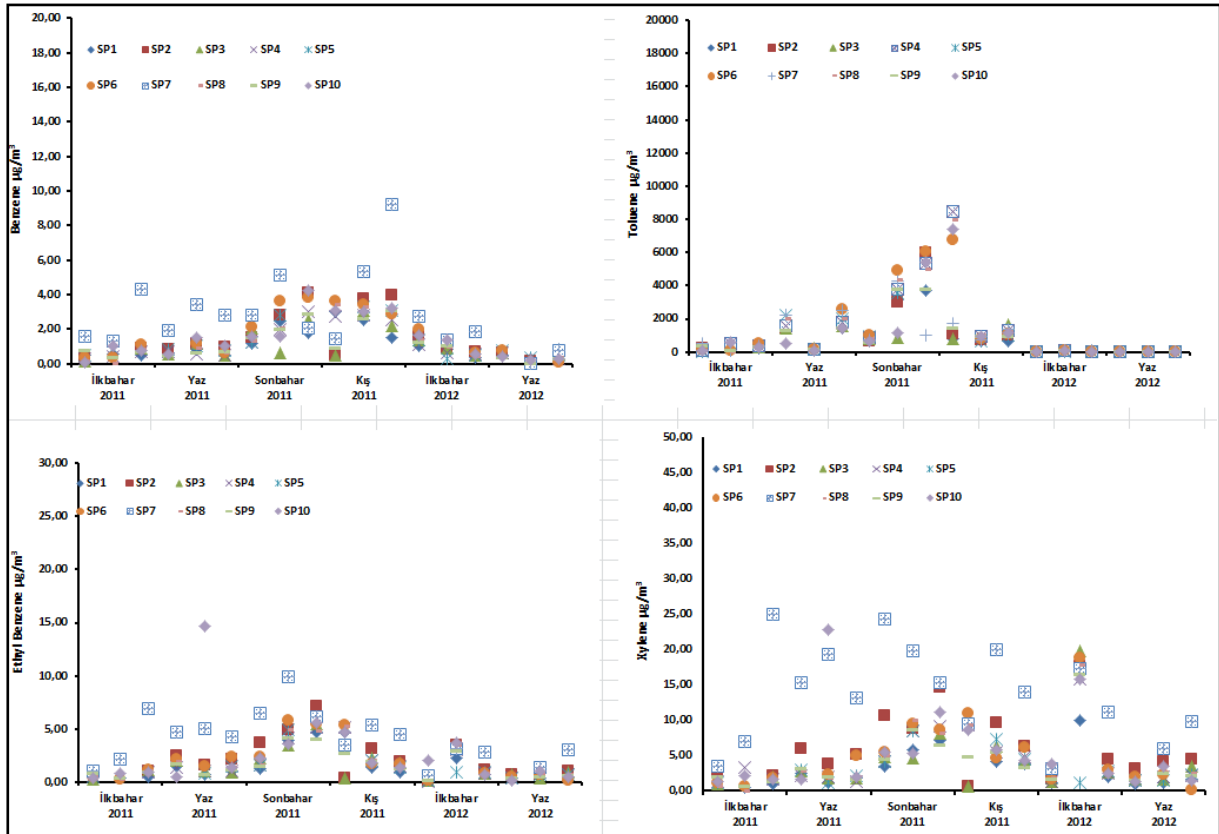 20,00
18,00
16,00
14,00
12,00
10,00
8,00
6,00
4,00
2,00
0,00
Benzene µg/m³
SP1 SP2 SP3 SP4 SP5
SP6 SP7 SP8 SP9 SP10
İlkbahar Yaz Sonbahar Kış İlkbahar Yaz
2011 2011 2011 2011 2012 2012
20000
18000
16000
14000
12000
10000
8000
6000
4000
2000
0
Toluene µg/m³
SP1 SP2 SP3 SP4 SP5
SP6 SP7 SP8 SP9 SP10
İlkbahar Yaz Sonbahar Kış İlkbahar Yaz
2011 2011 2011 2011 2012 2012
30,00
25,00
20,00
15,00
10,00
5,00
0,00
Ethyl Benzene µg/m³
SP1 SP2 SP3 SP4 SP5
SP6 SP7 SP8 SP9 SP10
İlkbahar Yaz Sonbahar Kış İlkbahar Yaz
2011 2011 2011 2011 2012 2012
50,00
45,00
40,00
35,00
30,00
25,00
20,00
15,00
10,00
5,00
0,00
Xylene µg/m³
SP1 SP2 SP3 SP4 SP5
SP6 SP7 SP8 SP9 SP10
İlkbahar Yaz Sonbahar Kış İlkbahar Yaz
2011 2011 2011 2011 2012 2012